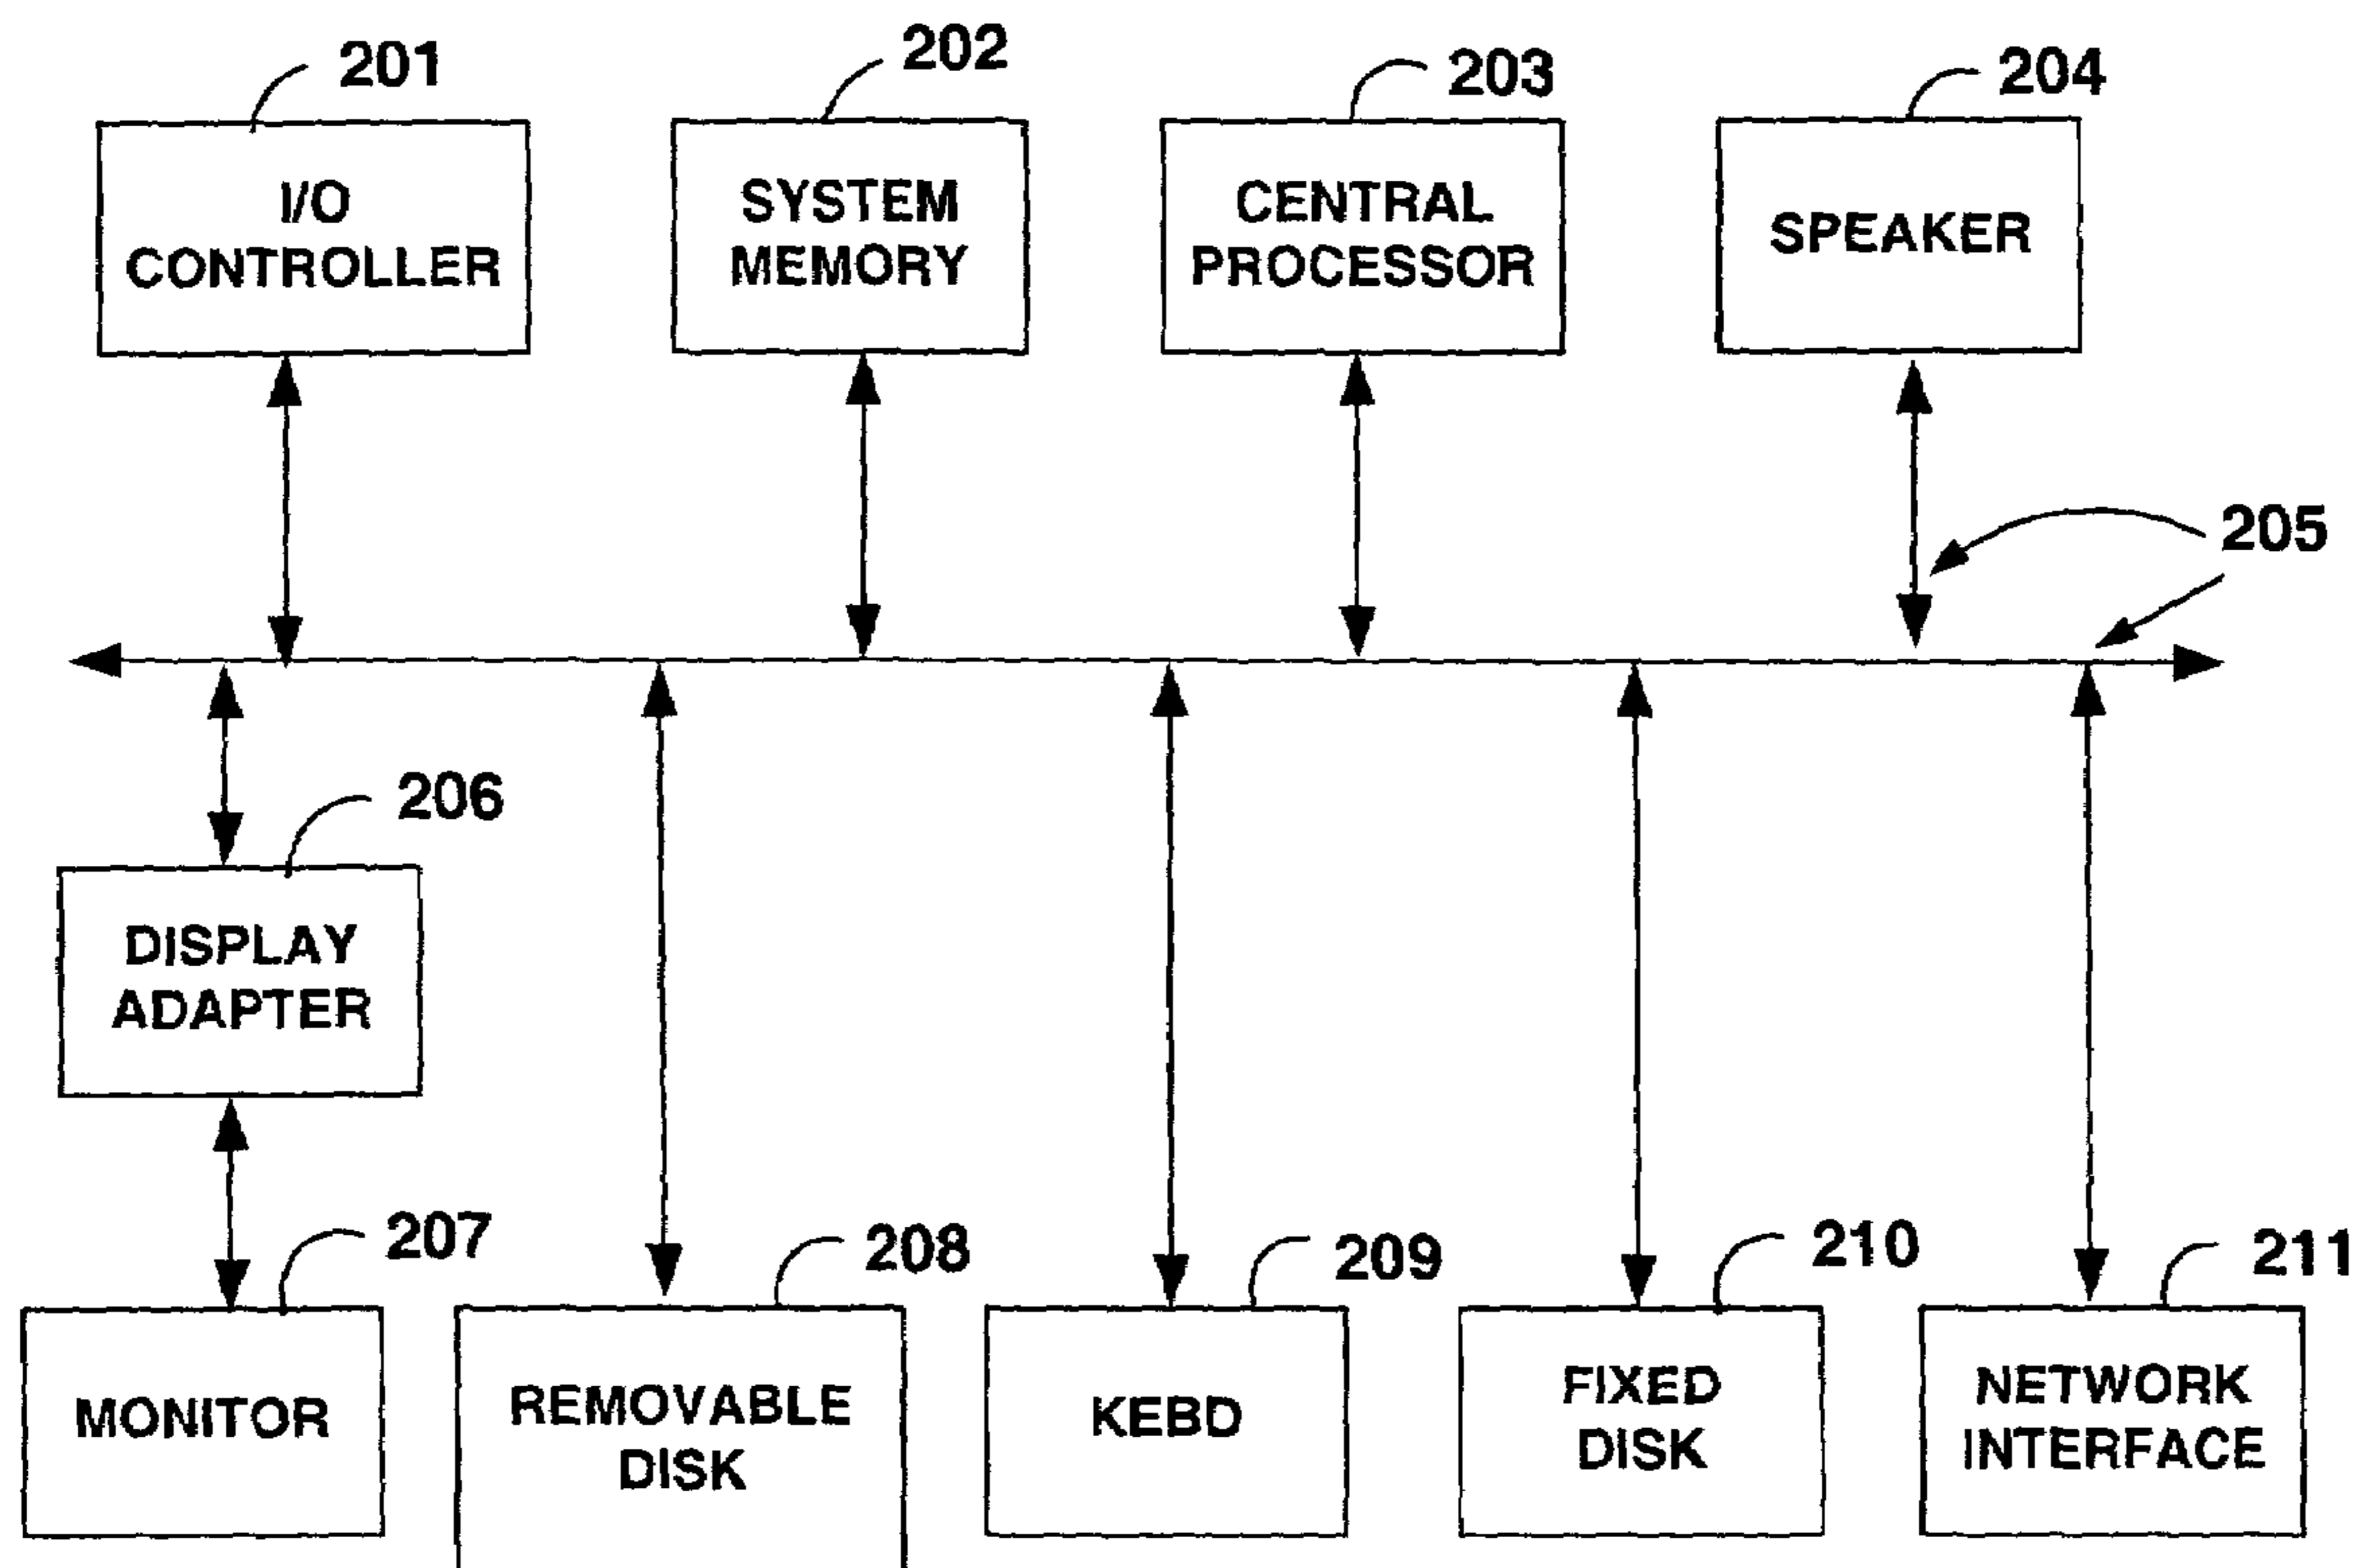 201
202
203
204
I/O
CONTROLLER
SYSTEM
MEMORY
CENTRAL
PROCESSOR
SPEAKER
205
206
DISPLAY
ADAPTER
207
208
209
210
211
MONITOR
REMOVABLE
DISK
KEBD
FIXED
DISK
NETWORK
INTERFACE